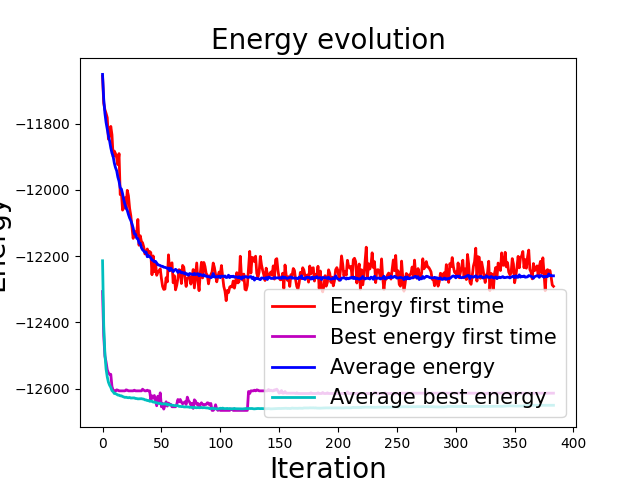 Energy evolution
Energy
−11800
−12000
−12200
−12400
−12600
Energy first time
Best energy first time
Average energy
Average best energy
0 50 100 150 200 250 300 350 400
Iteration